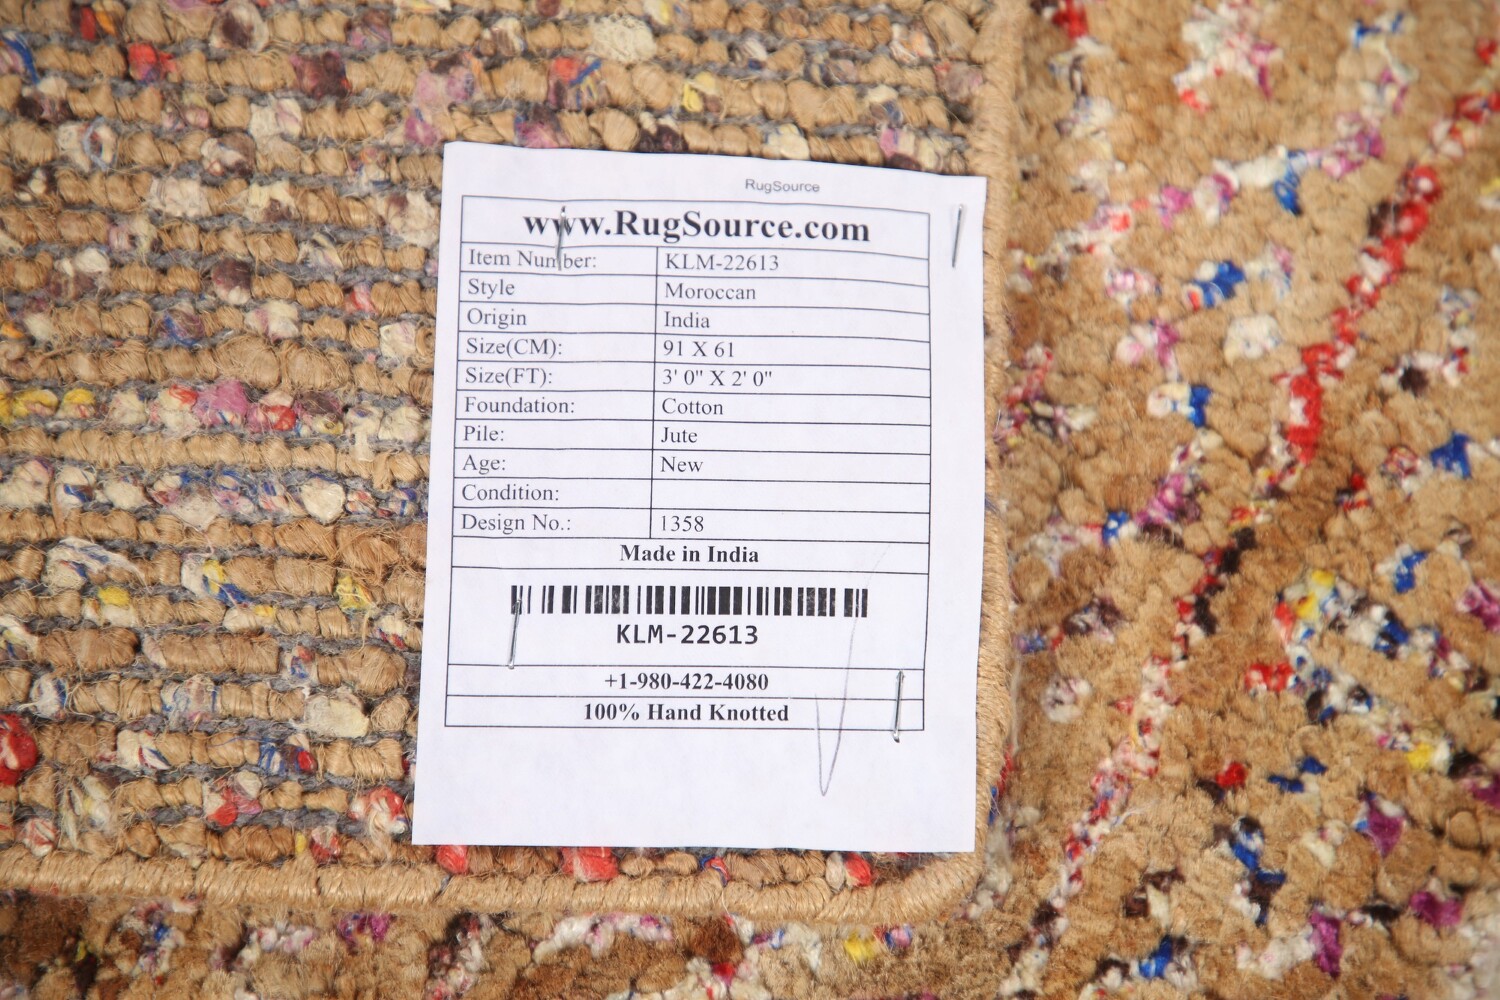 RugSource
www.RugSource.com
Item Number: KLM-22613
Style Moroccan
Origin India
Size(CM): 91 X 61
Size(FT): 3' 0" X 2' 0"
Foundation: Cotton
Pile: Jute
Age: New
Condition:
Design No.: 1358
Made in India
KLM-22613
+1-980-422-4080
100% Hand Knotted